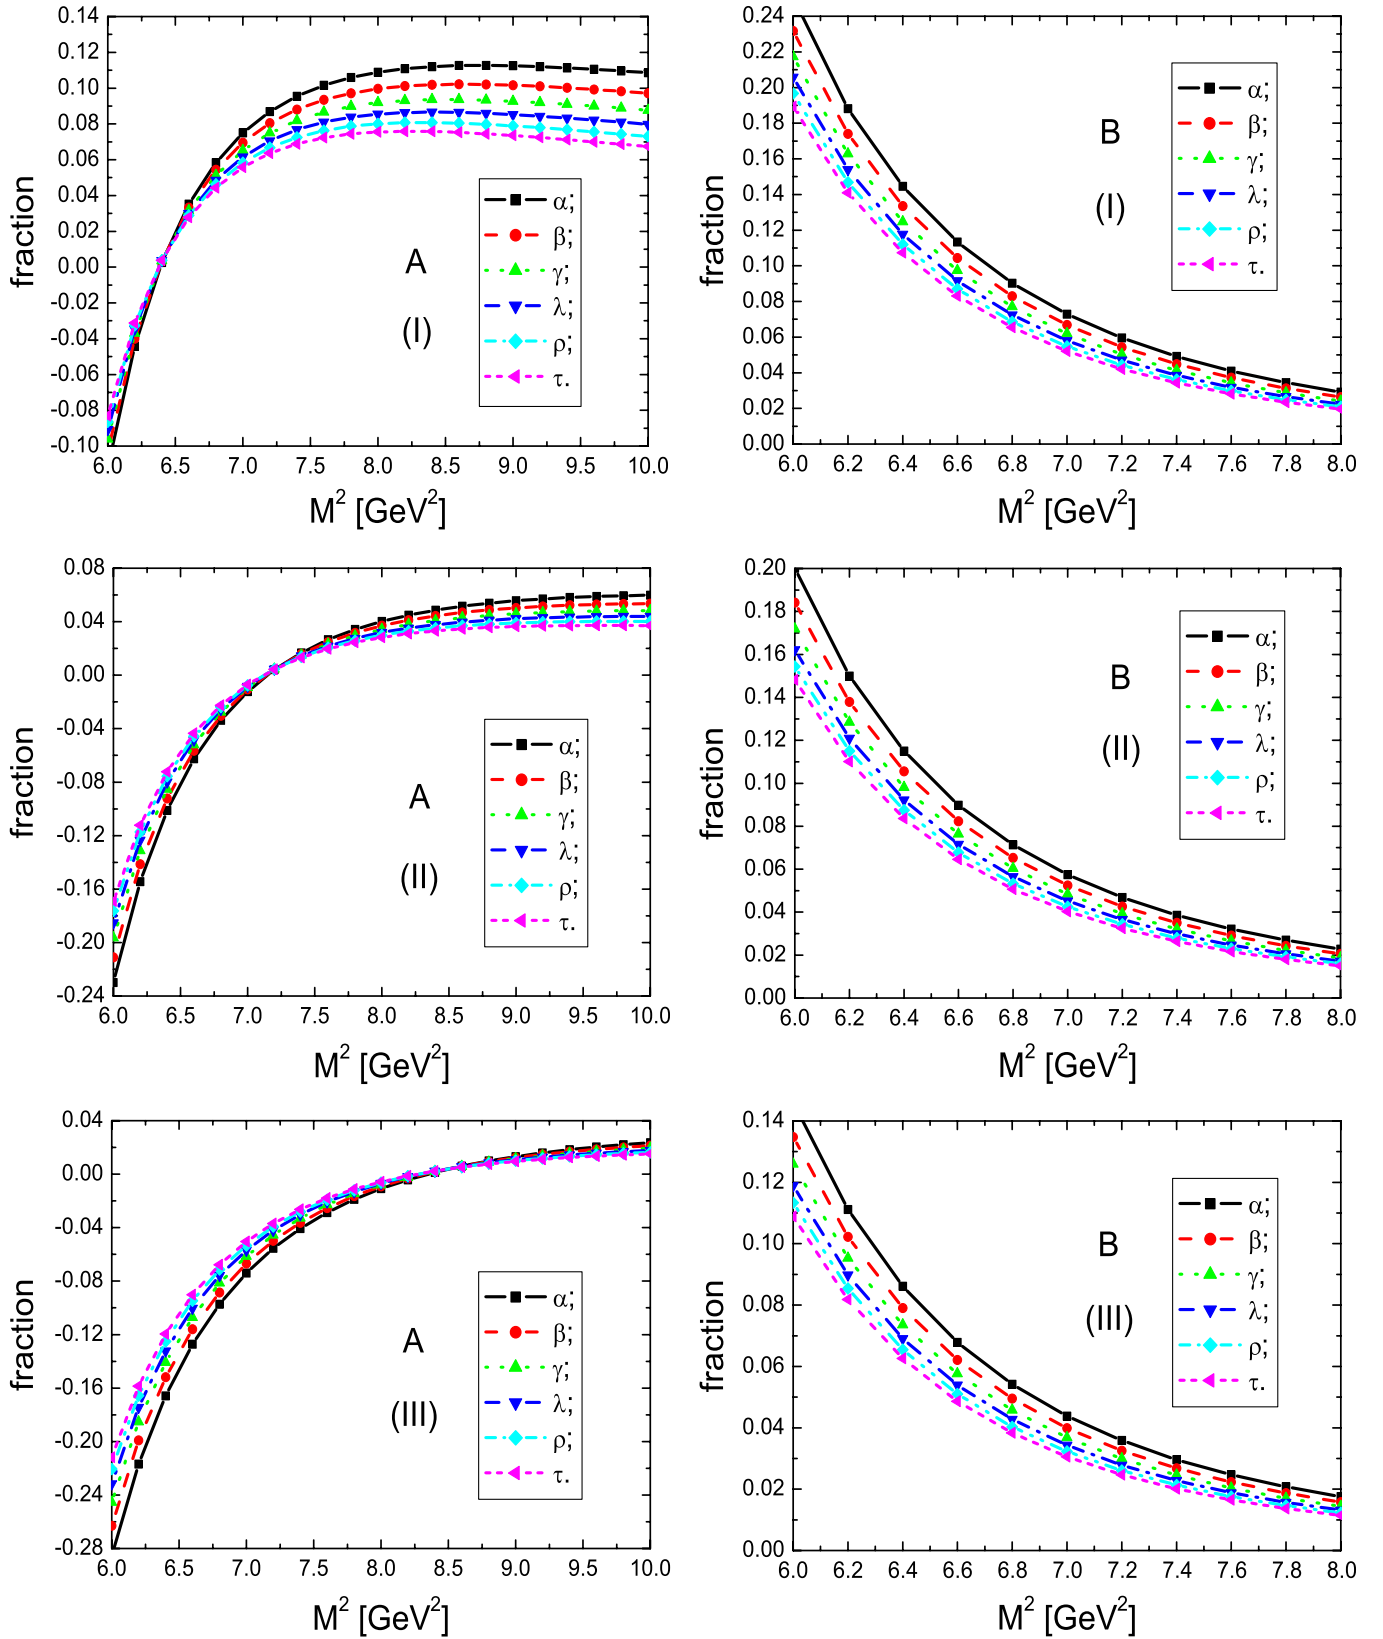 0.14
0.12
0.10
0.08
0.06
0.04
0.02
0.00
-0.02
-0.04
-0.06
-0.08
-0.10
6.0 6.5 7.0 7.5 8.0 8.5 9.0 9.5 10.0
fraction
M² [GeV²]
A
(I)
α;
β;
γ;
λ;
ρ;
τ.
0.24
0.22
0.20
0.18
0.16
0.14
0.12
0.10
0.08
0.06
0.04
0.02
0.00
6.0 6.2 6.4 6.6 6.8 7.0 7.2 7.4 7.6 7.8 8.0
fraction
M² [GeV²]
B
(I)
α;
β;
γ;
λ;
ρ;
τ.
0.08
0.04
0.00
-0.04
-0.08
-0.12
-0.16
-0.20
-0.24
6.0 6.5 7.0 7.5 8.0 8.5 9.0 9.5 10.0
fraction
M² [GeV²]
A
(II)
α;
β;
γ;
λ;
ρ;
τ.
0.20
0.18
0.16
0.14
0.12
0.10
0.08
0.06
0.04
0.02
0.00
6.0 6.2 6.4 6.6 6.8 7.0 7.2 7.4 7.6 7.8 8.0
fraction
M² [GeV²]
B
(II)
α;
β;
γ;
λ;
ρ;
τ.
0.04
0.00
-0.04
-0.08
-0.12
-0.16
-0.20
-0.24
-0.28
6.0 6.5 7.0 7.5 8.0 8.5 9.0 9.5 10.0
fraction
M² [GeV²]
A
(III)
α;
β;
γ;
λ;
ρ;
τ.
0.14
0.12
0.10
0.08
0.06
0.04
0.02
0.00
6.0 6.2 6.4 6.6 6.8 7.0 7.2 7.4 7.6 7.8 8.0
fraction
M² [GeV²]
B
(III)
α;
β;
γ;
λ;
ρ;
τ.